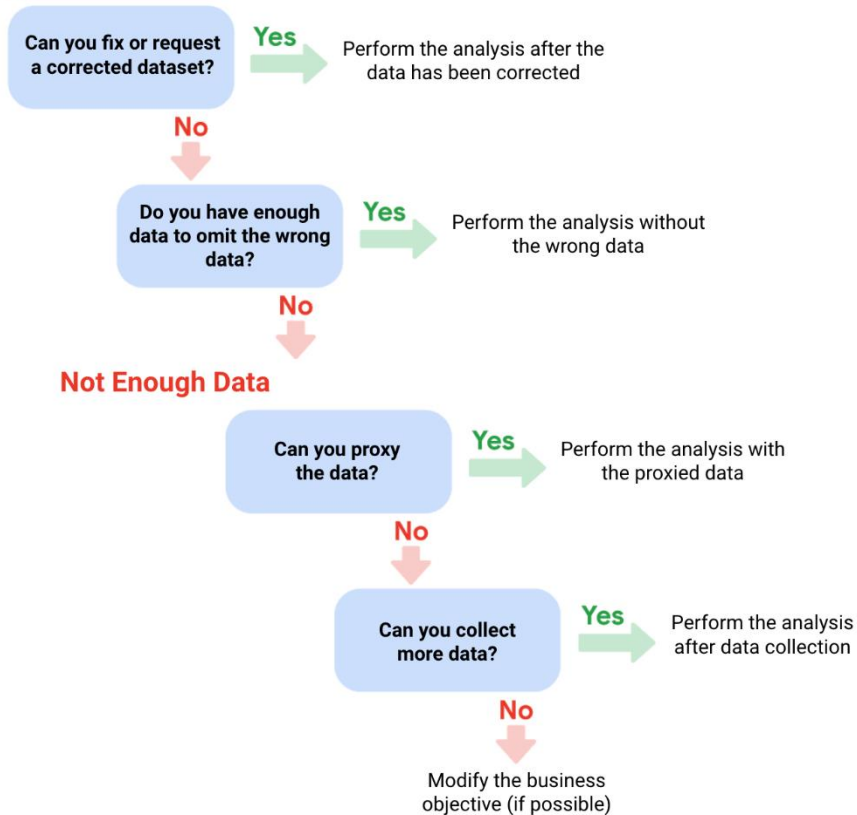 Can you fix or request
a corrected dataset?
Yes
Perform the analysis after the
data has been corrected
No
Do you have enough
data to omit the wrong
data?
Yes
Perform the analysis without
the wrong data
No
Not Enough Data
Can you proxy
the data?
Yes
Perform the analysis with
the proxied data
No
Can you collect
more data?
Yes
Perform the analysis
after data collection
No
Modify the business
objective (if possible)